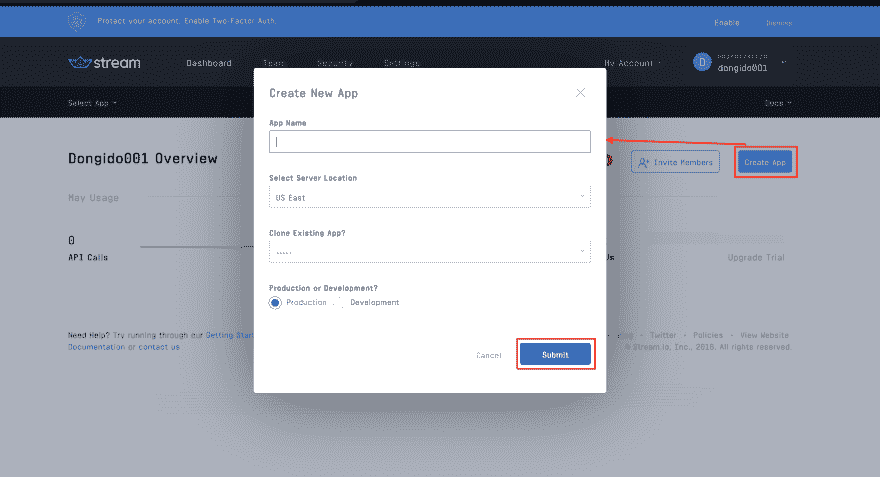 Protect your account. Enable Two-Factor Auth.
Enable
Dismiss
stream
Dashboard
Team
Security
Settings
My Account
D
dongido001
Select App
Docs
Create New App
App Name
Select Server Location
US East
Clone Existing App?
Production or Development?
Production
Development
Cancel
Submit
Dongido001 Overview
Invite Members
Create App
May Usage
0
API Calls
Upgrade Trial
Need Help? Try running through our Getting Start
Documentation or contact us
Twitter • Policies • View Website
© Stream.io, Inc., 2018. All rights reserved.